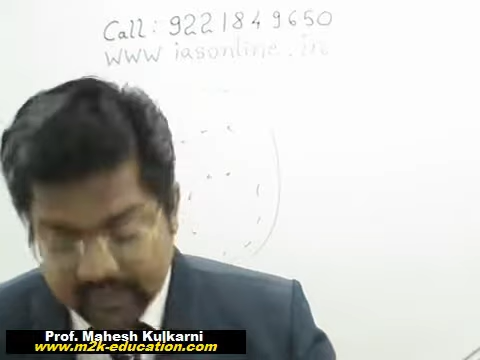 Call : 9221849650
www iasonline.in
Prof. Mahesh Kulkarni
www.m2k-education.com